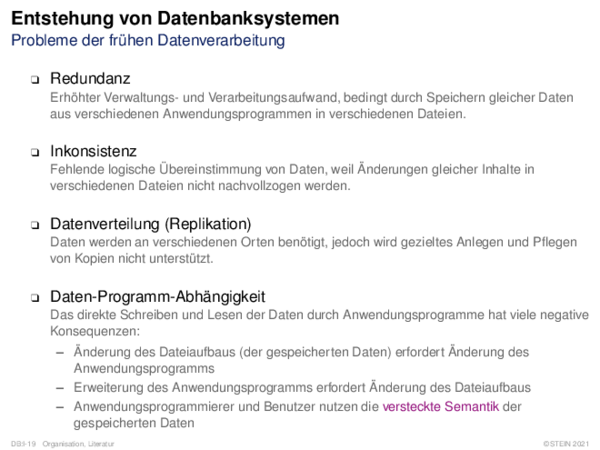 Entstehung von Datenbanksystemen
Probleme der frühen Datenverarbeitung
❑ Redundanz
Erhöhter Verwaltungs- und Verarbeitungsaufwand, bedingt durch Speichern gleicher Daten
aus verschiedenen Anwendungsprogrammen in verschiedenen Dateien.
❑ Inkonsistenz
Fehlende logische Übereinstimmung von Daten, weil Änderungen gleicher Inhalte in
verschiedenen Dateien nicht nachvollzogen werden.
❑ Datenverteilung (Replikation)
Daten werden an verschiedenen Orten benötigt, jedoch wird gezieltes Anlegen und Pflegen
von Kopien nicht unterstützt.
❑ Daten-Programm-Abhängigkeit
Das direkte Schreiben und Lesen der Daten durch Anwendungsprogramme hat viele negative
Konsequenzen:
– Änderung des Dateiaufbaus (der gespeicherten Daten) erfordert Änderung des
Anwendungsprogramms
– Erweiterung des Anwendungsprogramms erfordert Änderung des Dateiaufbaus
– Anwendungsprogrammierer und Benutzer nutzen die versteckte Semantik der
gespeicherten Daten
DB:I-19 Organisation, Literatur ©STEIN 2021